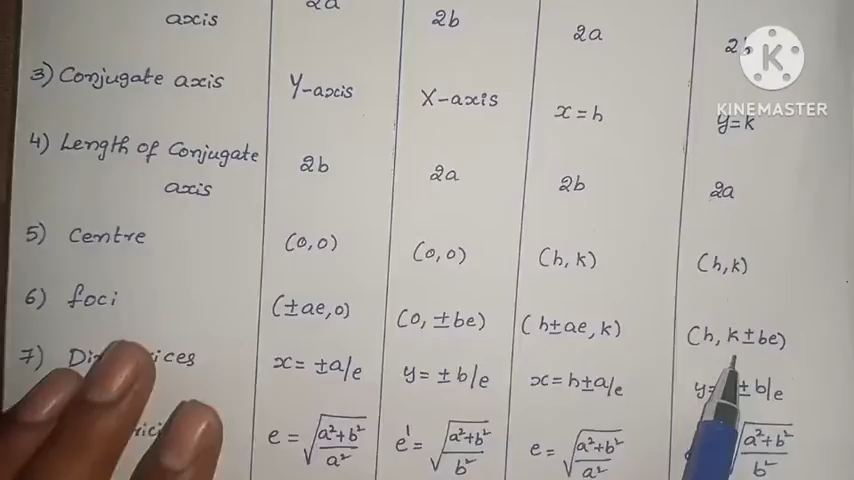 axis 2a 2b 2a
3) Conjugate axis Y-axis X-axis x=h y=k
4) Length of Conjugate axis 2b 2a 2b 2a
5) Centre (0,0) (0,0) (h,k) (h,k)
6) foci (±ae,0) (0,±be) (h±ae,k) (h,k±be)
7) x=±a/e y=±b/e x=h±a/e ±b/e
e=√(a²+b²/a²) e'=√(a²+b²/b²) e=√(a²+b²/a²) √(a²+b²/b²)
KINEMASTER